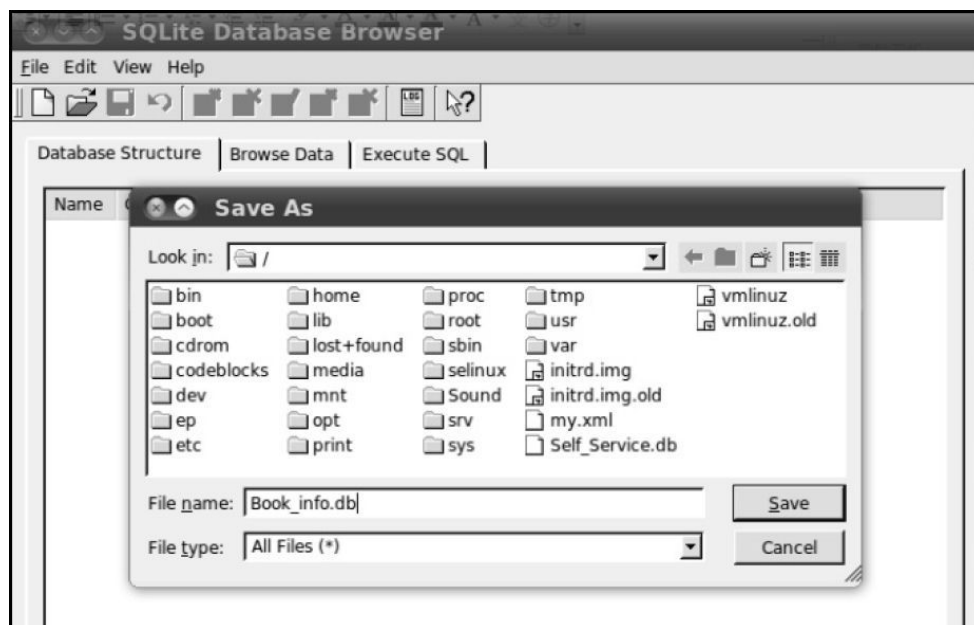 SQLite Database Browser
File Edit View Help
LOG
Database Structure Browse Data Execute SQL
Name
Save As
Look in: /
bin home proc tmp vmlinuz
boot lib root usr vmlinuz.old
cdrom lost+found sbin var
codeblocks media selinux initrd.img
dev mnt Sound initrd.img.old
ep opt srv my.xml
etc print sys Self_Service.db
File name: Book_info.db Save
File type: All Files (*) Cancel